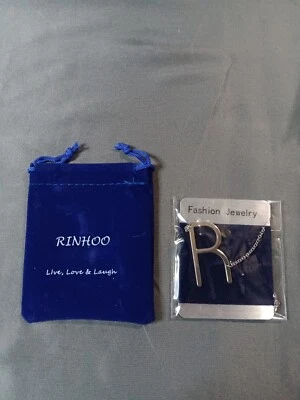 RINHOO
Live, Love & Laugh
Fashion Jewelry
R